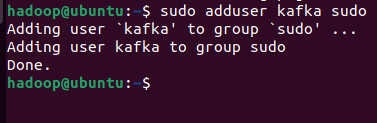 hadoop@ubuntu:~$ sudo adduser kafka sudo
Adding user `kafka' to group `sudo' ...
Adding user kafka to group sudo
Done.
hadoop@ubuntu:~$